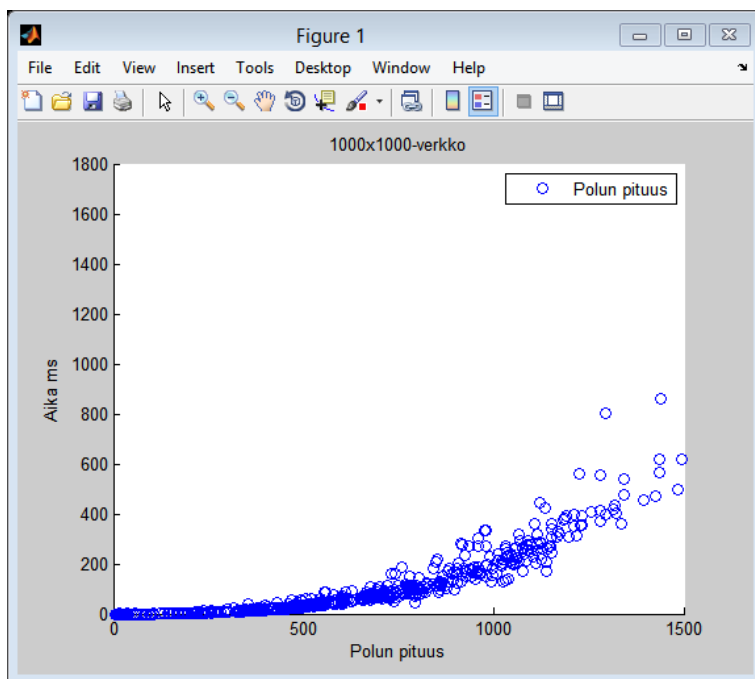 Figure 1
File Edit View Insert Tools Desktop Window Help
1000x1000-verkko
Polun pituus
1800
1600
1400
1200
1000
800
600
400
200
0
Aika ms
0 500 1000 1500
Polun pituus